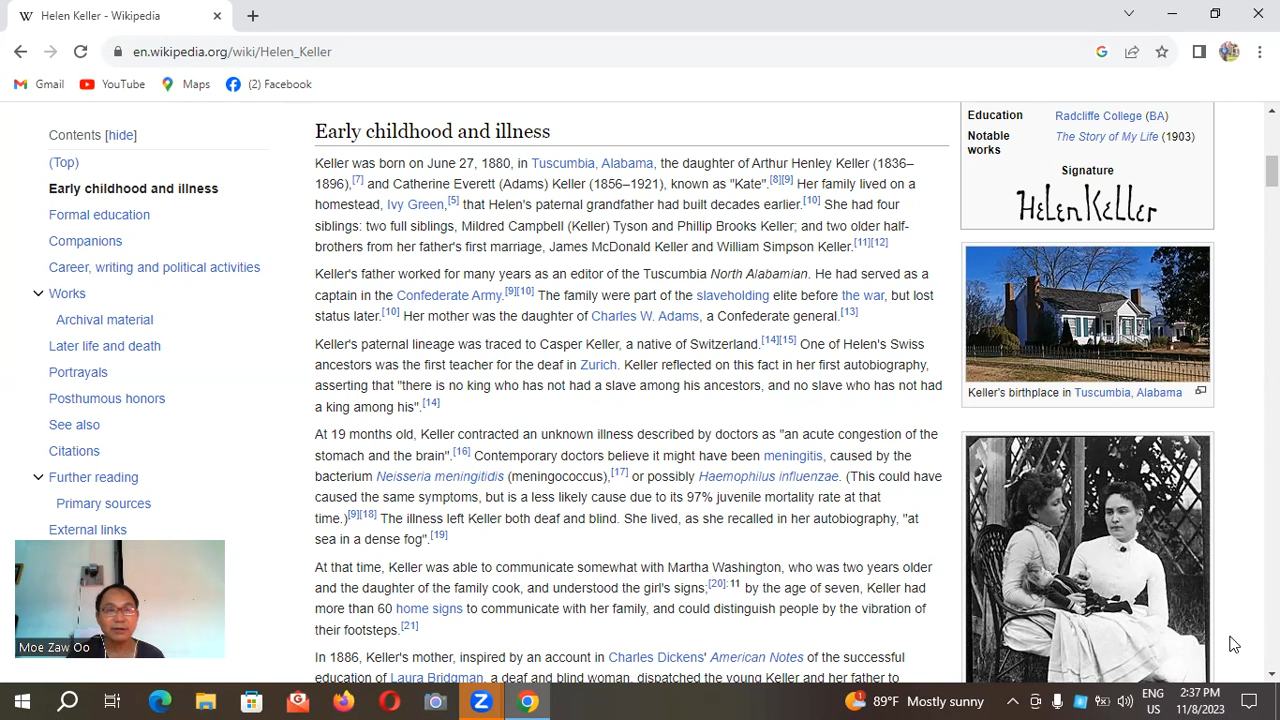 Helen Keller - Wikipedia
en.wikipedia.org/wiki/Helen_Keller
Gmail
YouTube
Maps
(2) Facebook
Contents [hide]
(Top)
Early childhood and illness
Formal education
Companions
Career, writing and political activities
Works
Archival material
Later life and death
Portrayals
Posthumous honors
See also
Citations
Further reading
Primary sources
External links
Moe Zaw Oo
Early childhood and illness
Keller was born on June 27, 1880, in Tuscumbia, Alabama, the daughter of Arthur Henley Keller (1836–
1896),[7] and Catherine Everett (Adams) Keller (1856–1921), known as "Kate".[8][9] Her family lived on a
homestead, Ivy Green,[5] that Helen's paternal grandfather had built decades earlier.[10] She had four
siblings: two full siblings, Mildred Campbell (Keller) Tyson and Phillip Brooks Keller; and two older half-
brothers from her father's first marriage, James McDonald Keller and William Simpson Keller.[11][12]
Keller's father worked for many years as an editor of the Tuscumbia North Alabamian. He had served as a
captain in the Confederate Army.[9][10] The family were part of the slaveholding elite before the war, but lost
status later.[10] Her mother was the daughter of Charles W. Adams, a Confederate general.[13]
Keller's paternal lineage was traced to Casper Keller, a native of Switzerland.[14][15] One of Helen's Swiss
ancestors was the first teacher for the deaf in Zurich. Keller reflected on this fact in her first autobiography,
asserting that "there is no king who has not had a slave among his ancestors, and no slave who has not had
a king among his".[14]
At 19 months old, Keller contracted an unknown illness described by doctors as "an acute congestion of the
stomach and the brain".[16] Contemporary doctors believe it might have been meningitis, caused by the
bacterium Neisseria meningitidis (meningococcus),[17] or possibly Haemophilus influenzae. (This could have
caused the same symptoms, but is a less likely cause due to its 97% juvenile mortality rate at that
time.)[9][18] The illness left Keller both deaf and blind. She lived, as she recalled in her autobiography, "at
sea in a dense fog".[19]
At that time, Keller was able to communicate somewhat with Martha Washington, who was two years older
and the daughter of the family cook, and understood the girl's signs;[20]:11 by the age of seven, Keller had
more than 60 home signs to communicate with her family, and could distinguish people by the vibration of
their footsteps.[21]
In 1886, Keller's mother, inspired by an account in Charles Dickens' American Notes of the successful
education of Laura Bridgman, a deaf and blind woman, dispatched the young Keller and her father to
Education Radcliffe College (BA)
Notable The Story of My Life (1903)
works
Signature
Helen Keller
Keller's birthplace in Tuscumbia, Alabama
89°F Mostly sunny
ENG
US
2:37 PM
11/8/2023